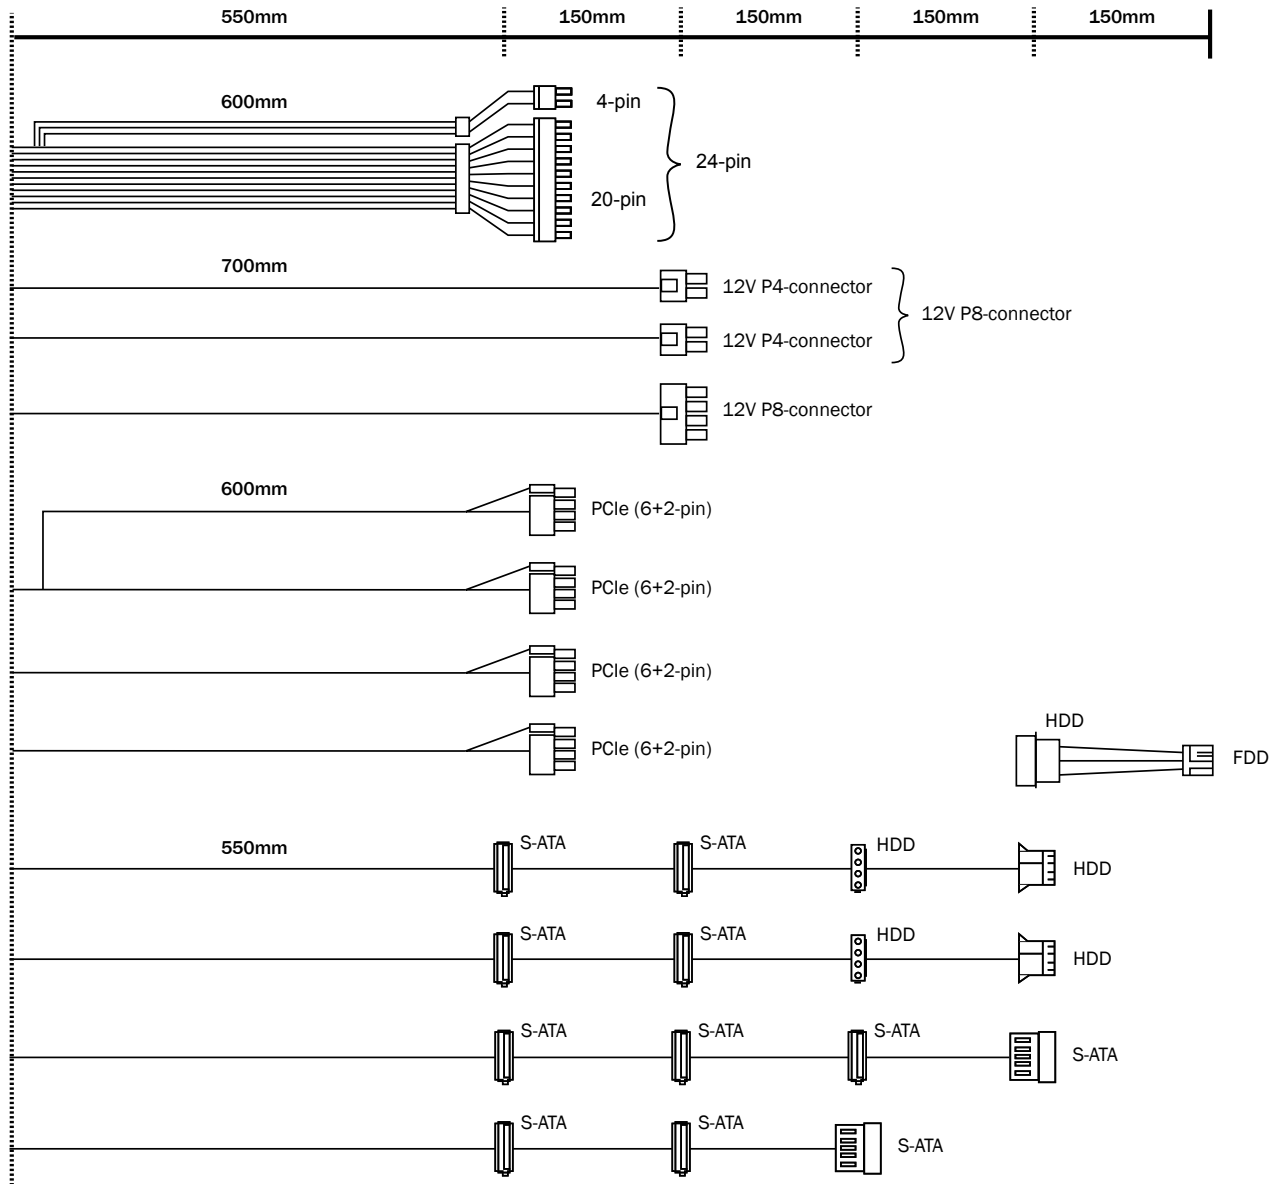 550mm 150mm 150mm 150mm 150mm
600mm
4-pin
24-pin
20-pin
700mm
12V P4-connector
12V P8-connector
12V P4-connector
12V P8-connector
600mm
PCIe (6+2-pin)
PCIe (6+2-pin)
PCIe (6+2-pin)
HDD
PCIe (6+2-pin)
FDD
550mm
S-ATA S-ATA HDD
HDD
S-ATA S-ATA HDD
HDD
S-ATA S-ATA S-ATA
S-ATA
S-ATA S-ATA
S-ATA